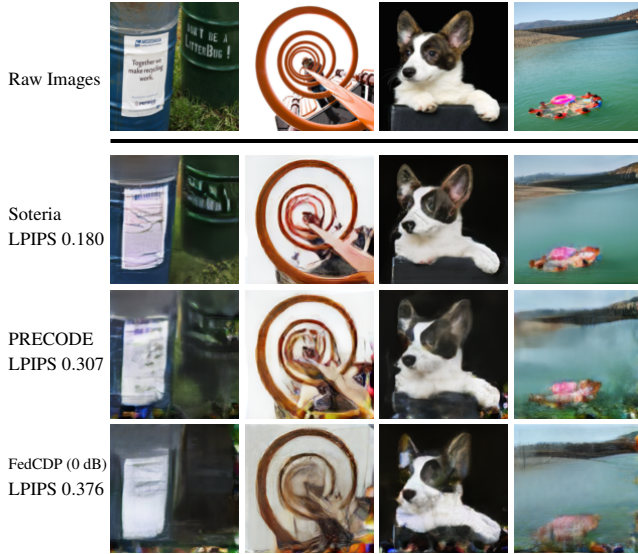 Raw Images
DON'T BE A
LITTERBUG!
Together we
make recycling
work.
Soteria
LPIPS 0.180
PRECODE
LPIPS 0.307
FedCDP (0 dB)
LPIPS 0.376